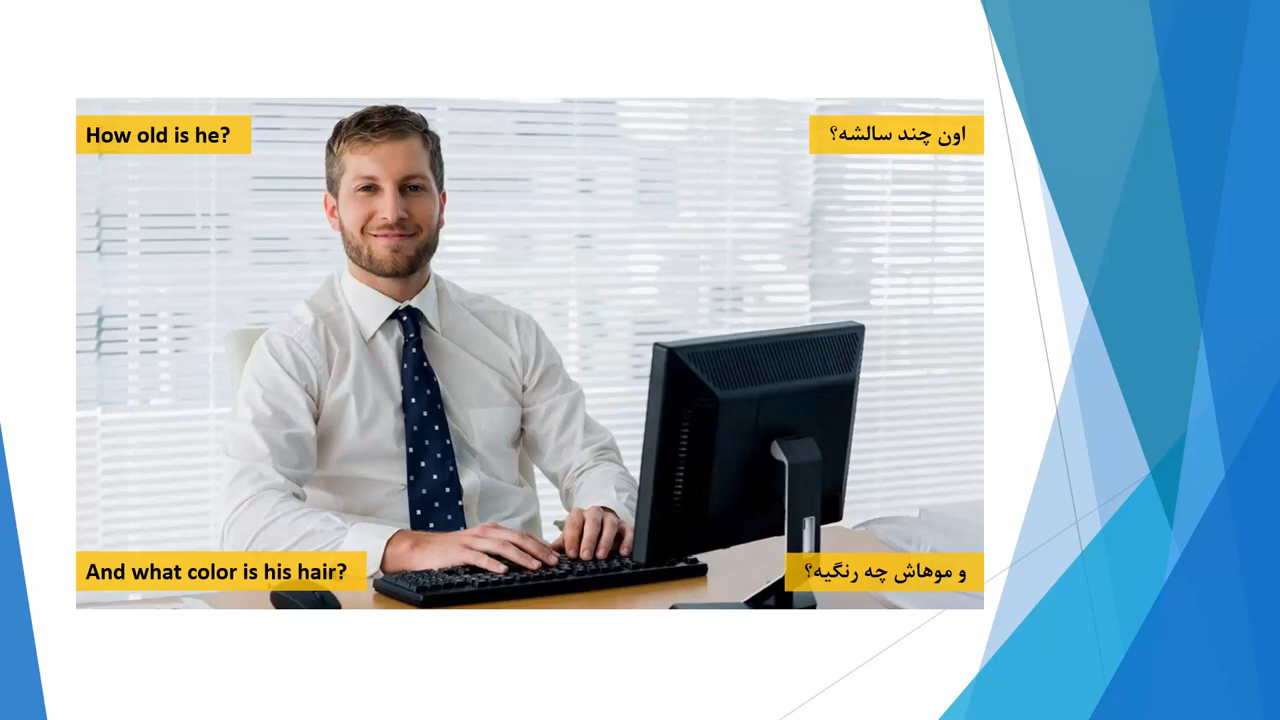 How old is he?
اون چند سالشه؟
And what color is his hair?
و موهاش چه رنگیه؟